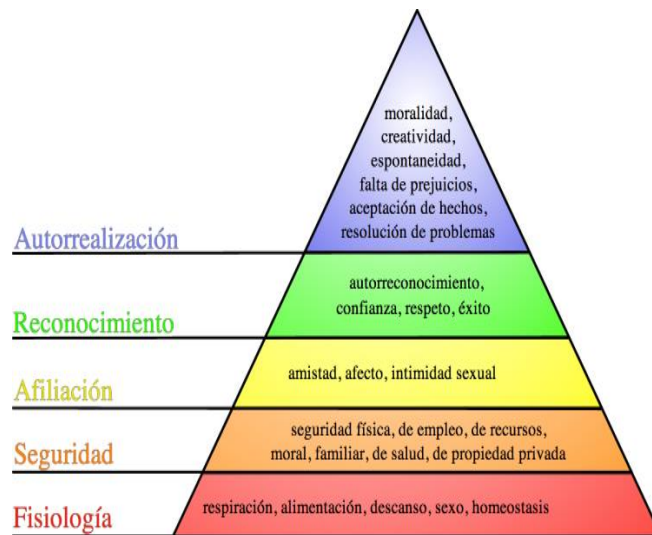 moralidad,
creatividad,
espontaneidad,
falta de prejuicios,
aceptación de hechos,
resolución de problemas
Autorrealización
autorreconocimiento,
confianza, respeto, éxito
Reconocimiento
amistad, afecto, intimidad sexual
Afiliación
seguridad física, de empleo, de recursos,
moral, familiar, de salud, de propiedad privada
Seguridad
respiración, alimentación, descanso, sexo, homeostasis
Fisiología